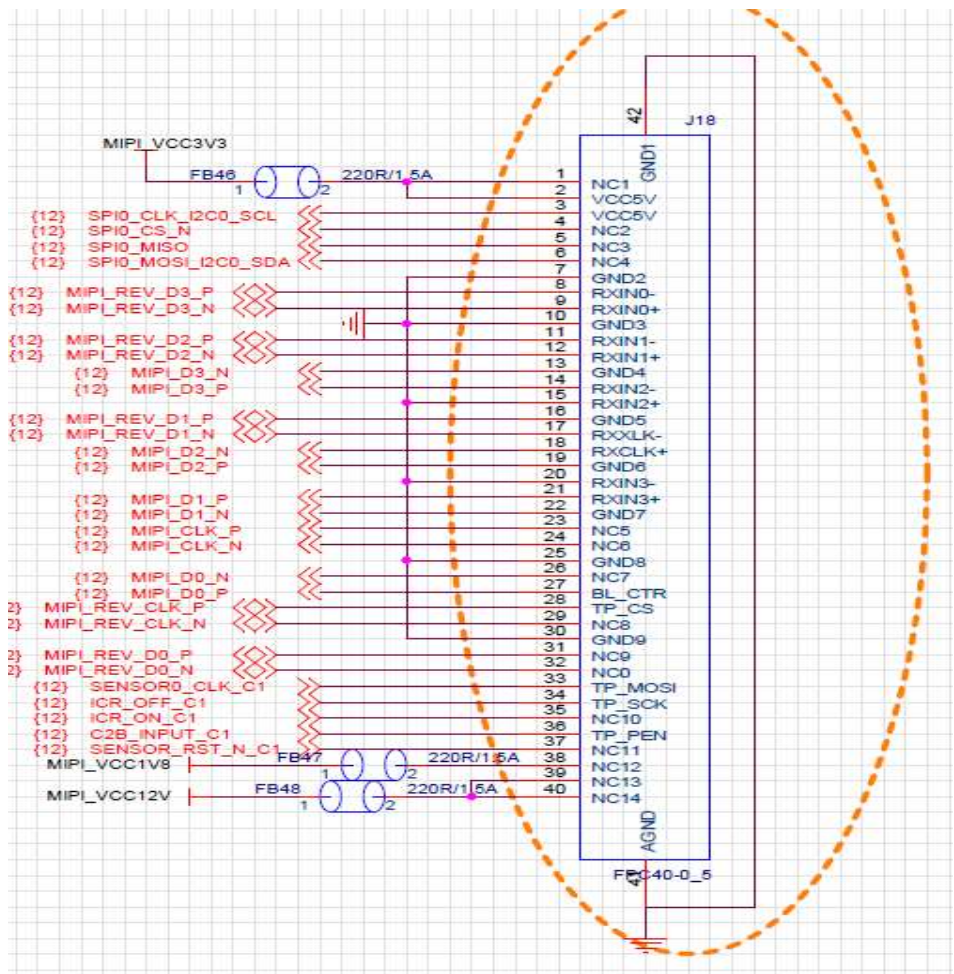 42
J18
GND1
MIPI_VCC3V3
FB46
220R/1.5A
1
2
1
NC1
2
VCC5V
{12} SPI0_CLK_I2C0_SCL
3
VCC5V
{12} SPI0_CS_N
4
NC2
{12} SPI0_MISO
5
NC3
{12} SPI0_MOSI_I2C0_SDA
6
NC4
7
GND2
{12} MIPI_REV_D3_P
8
RXIN0-
{12} MIPI_REV_D3_N
9
RXIN0+
10
GND3
{12} MIPI_REV_D2_P
11
RXIN1-
{12} MIPI_REV_D2_N
12
RXIN1+
{12} MIPI_D3_N
13
GND4
{12} MIPI_D3_P
14
RXIN2-
15
RXIN2+
{12} MIPI_REV_D1_P
16
GND5
{12} MIPI_REV_D1_N
17
RXXLK-
{12} MIPI_D2_N
18
RXCLK+
{12} MIPI_D2_P
19
GND6
20
RXIN3-
{12} MIPI_D1_P
21
RXIN3+
{12} MIPI_D1_N
22
GND7
{12} MIPI_CLK_P
23
NC5
{12} MIPI_CLK_N
24
NC6
25
GND8
{12} MIPI_D0_N
26
NC7
{12} MIPI_D0_P
27
BL_CTR
2} MIPI_REV_CLK_P
28
TP_CS
2} MIPI_REV_CLK_N
29
NC8
30
GND9
2} MIPI_REV_D0_P
31
NC9
2} MIPI_REV_D0_N
32
NC0
{12} SENSOR0_CLK_C1
33
TP_MOSI
{12} ICR_OFF_C1
34
TP_SCK
{12} ICR_ON_C1
35
NC10
{12} C2B_INPUT_C1
36
TP_PEN
{12} SENSOR_RST_N_C1
37
NC11
MIPI_VCC1V8
FB47
1
2
220R/1.5A
38
NC12
39
NC13
MIPI_VCC12V
FB48
1
2
220R/1.5A
40
NC14
AGND
FPC40-0_5
41